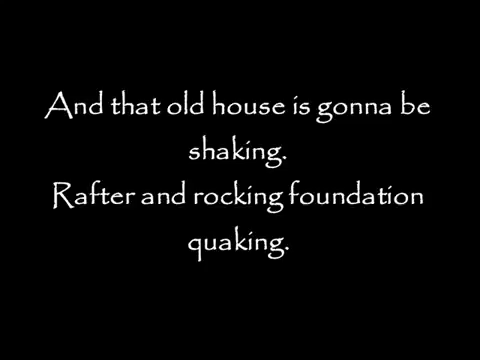 And that old house is gonna be
shaking.
Rafter and rocking foundation
quaking.